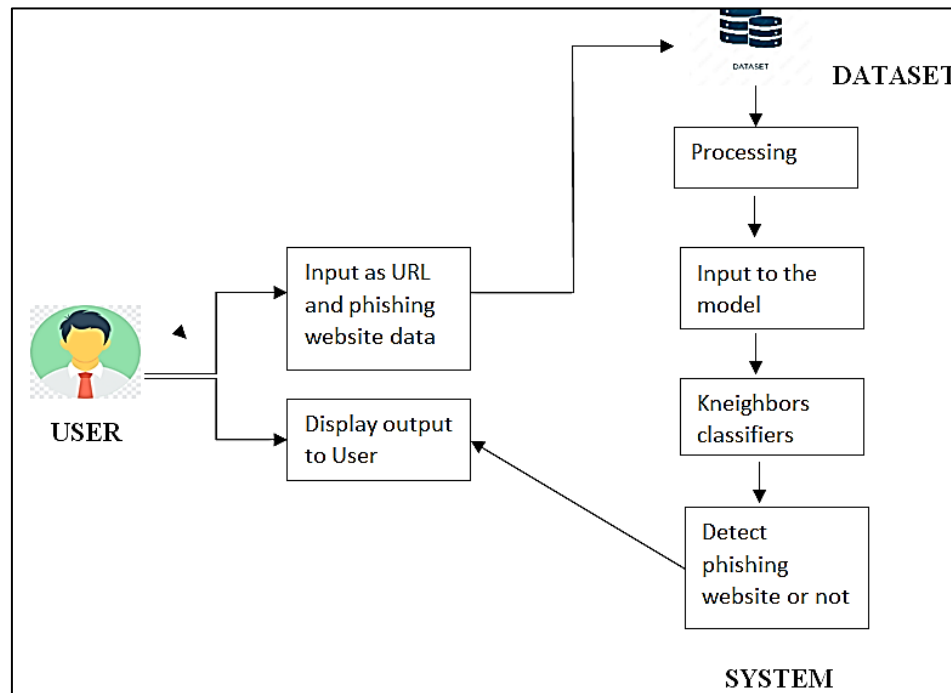 DATASET
DATASET
Processing
Input as URL
and phishing
website data
Input to the
model
USER
Display output
to User
Kneighbors
classifiers
Detect
phishing
website or not
SYSTEM